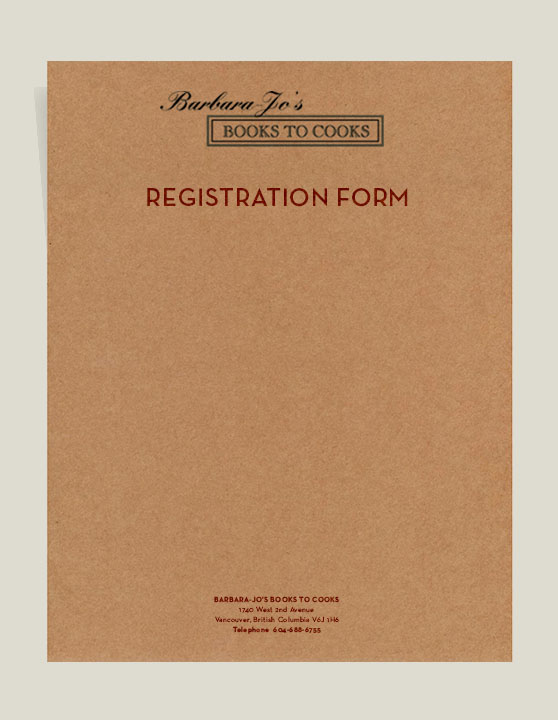 Barbara-Jo's
BOOKS TO COOKS
REGISTRATION FORM
BARBARA-JO'S BOOKS TO COOKS
1740 West 2nd Avenue
Vancouver, British Columbia V6J 1H6
Telephone 604-688-6755